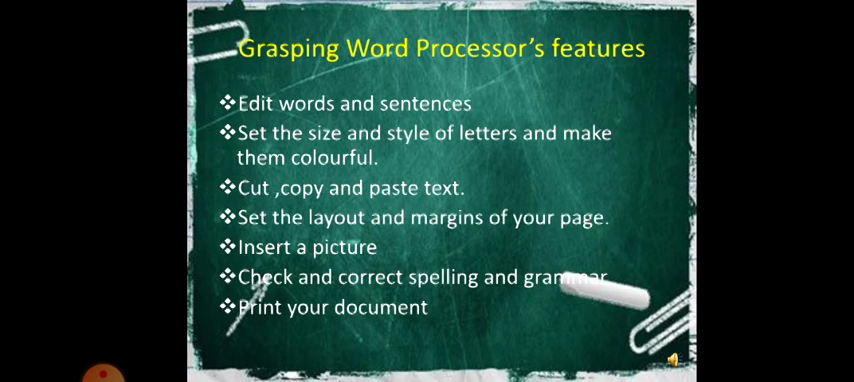 Grasping Word Processor's features
❖Edit words and sentences
❖Set the size and style of letters and make
them colourful.
❖Cut ,copy and paste text.
❖Set the layout and margins of your page.
❖Insert a picture
❖Check and correct spelling and grammar
❖Print your document